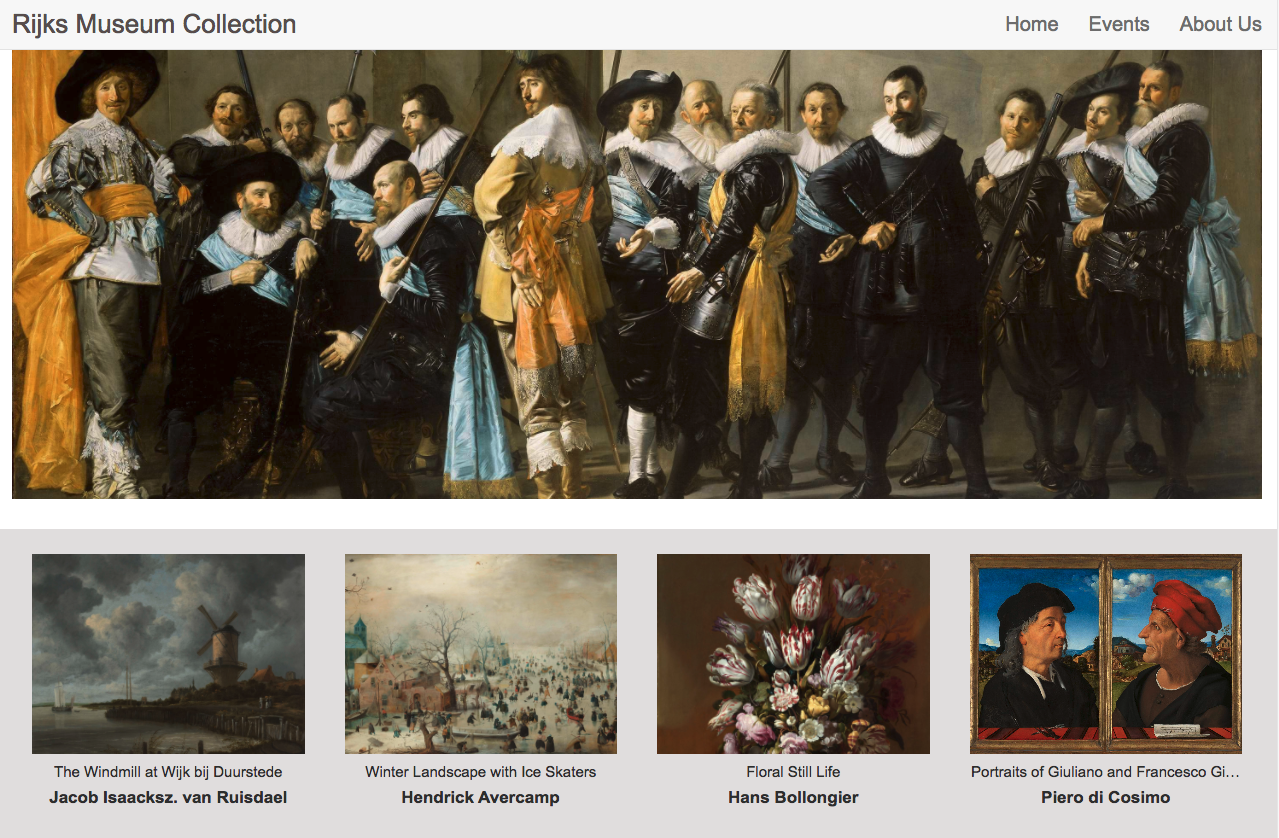 Rijks Museum Collection
Home Events About Us
The Windmill at Wijk bij Duurstede
Jacob Isaacksz. van Ruisdael
Winter Landscape with Ice Skaters
Hendrick Avercamp
Floral Still Life
Hans Bollongier
Portraits of Giuliano and Francesco Gi…
Piero di Cosimo